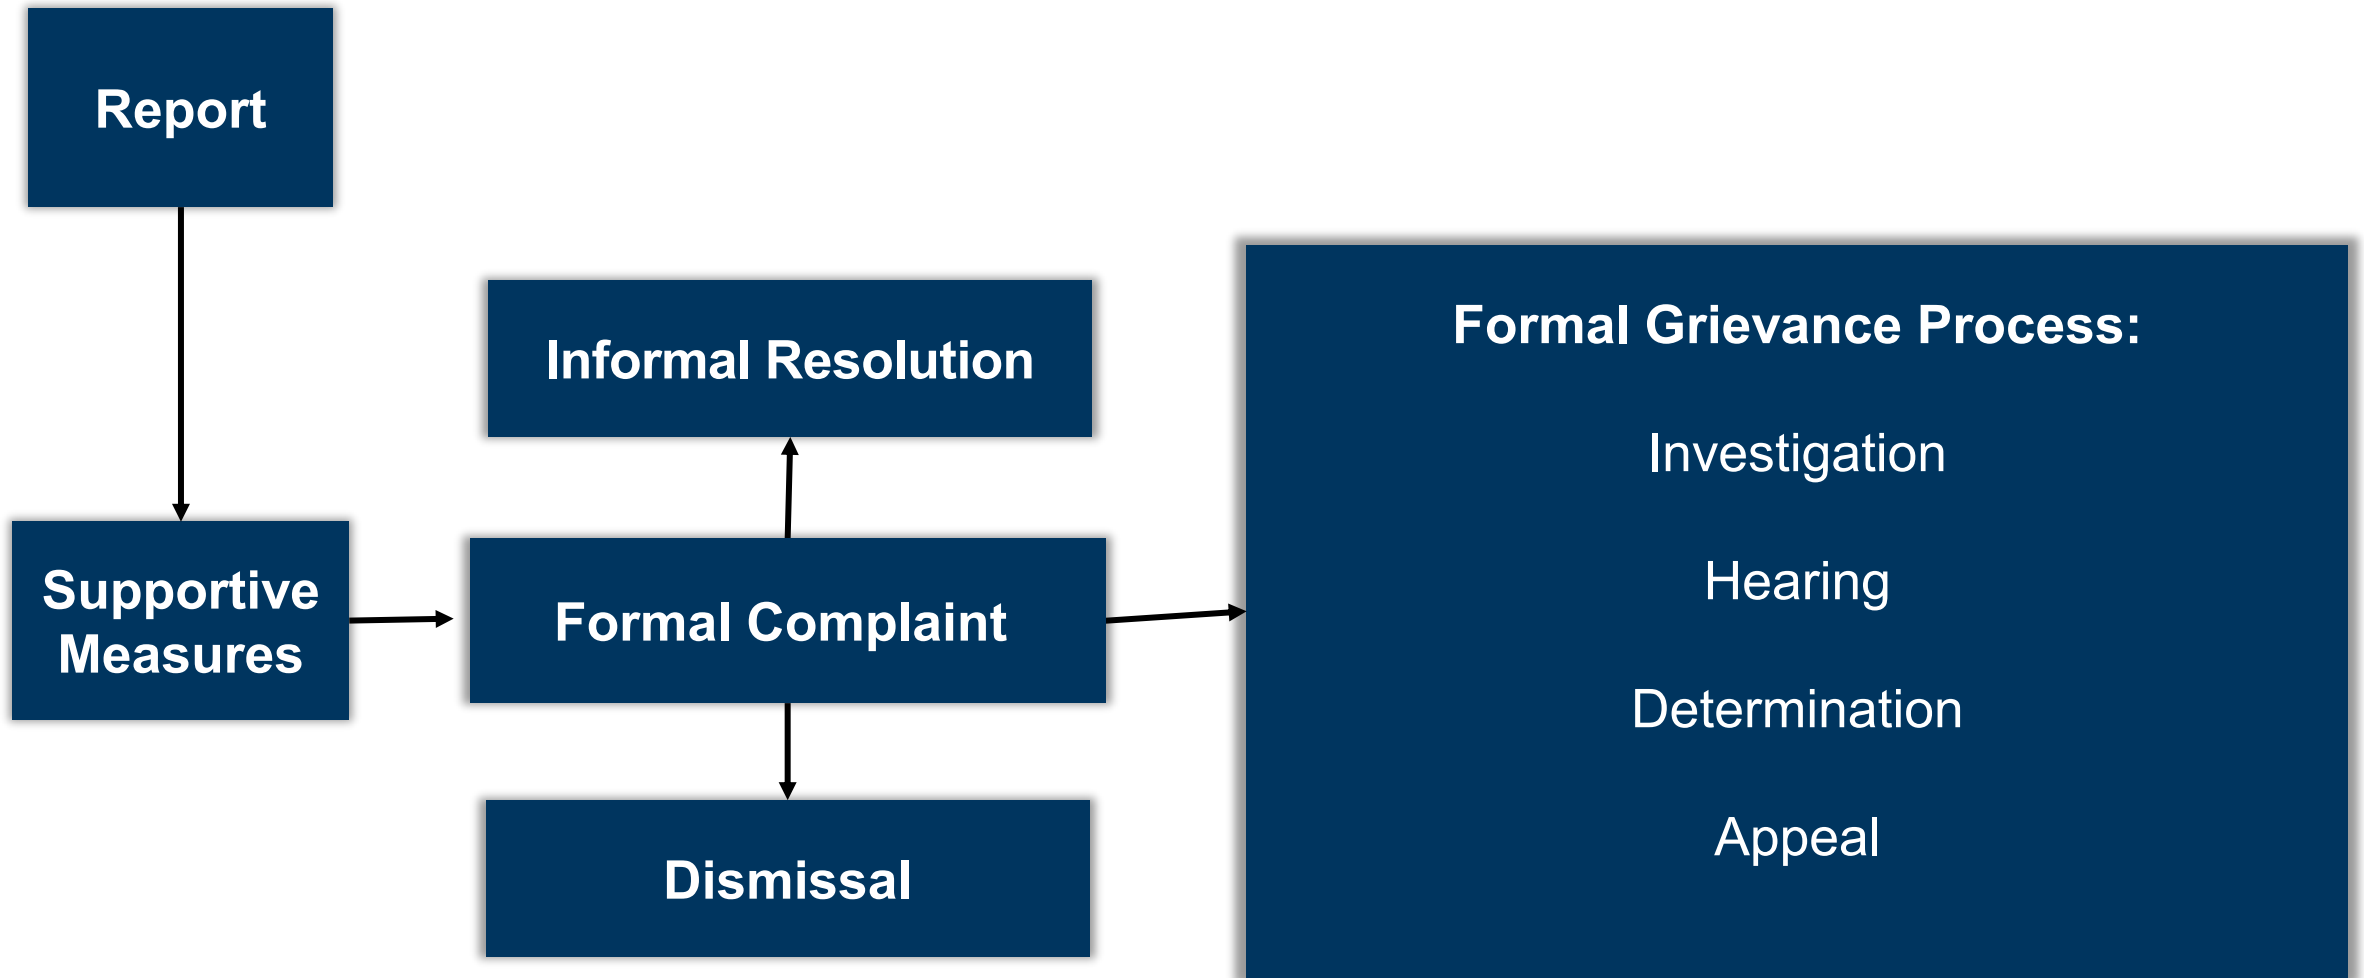 Report
Informal Resolution
Supportive
Measures
Formal Complaint
Dismissal
Formal Grievance Process:
Investigation
Hearing
Determination
Appeal